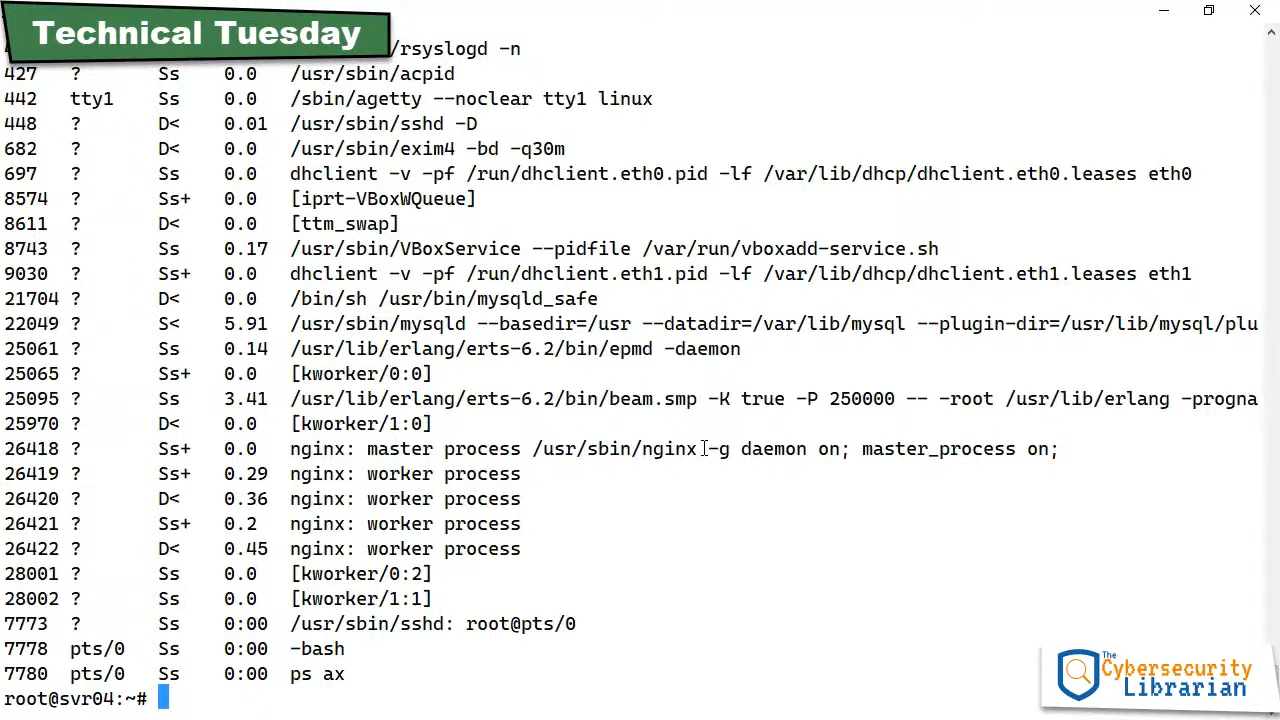 Technical Tuesday
/rsyslogd -n
427 ? Ss 0.0 /usr/sbin/acpid
442 tty1 Ss 0.0 /sbin/agetty --noclear tty1 linux
448 ? D< 0.01 /usr/sbin/sshd -D
682 ? D< 0.0 /usr/sbin/exim4 -bd -q30m
697 ? Ss 0.0 dhclient -v -pf /run/dhclient.eth0.pid -lf /var/lib/dhcp/dhclient.eth0.leases eth0
8574 ? Ss+ 0.0 [iprt-VBoxWQueue]
8611 ? D< 0.0 [ttm_swap]
8743 ? Ss 0.17 /usr/sbin/VBoxService --pidfile /var/run/vboxadd-service.sh
9030 ? Ss+ 0.0 dhclient -v -pf /run/dhclient.eth1.pid -lf /var/lib/dhcp/dhclient.eth1.leases eth1
21704 ? D< 0.0 /bin/sh /usr/bin/mysqld_safe
22049 ? S< 5.91 /usr/sbin/mysqld --basedir=/usr --datadir=/var/lib/mysql --plugin-dir=/usr/lib/mysql/plu
25061 ? Ss 0.14 /usr/lib/erlang/erts-6.2/bin/epmd -daemon
25065 ? Ss+ 0.0 [kworker/0:0]
25095 ? Ss 3.41 /usr/lib/erlang/erts-6.2/bin/beam.smp -K true -P 250000 -- -root /usr/lib/erlang -progna
25970 ? D< 0.0 [kworker/1:0]
26418 ? Ss+ 0.0 nginx: master process /usr/sbin/nginx -g daemon on; master_process on;
26419 ? Ss+ 0.29 nginx: worker process
26420 ? D< 0.36 nginx: worker process
26421 ? Ss+ 0.2 nginx: worker process
26422 ? D< 0.45 nginx: worker process
28001 ? Ss 0.0 [kworker/0:2]
28002 ? Ss 0.0 [kworker/1:1]
7773 ? Ss 0:00 /usr/sbin/sshd: root@pts/0
7778 pts/0 Ss 0:00 -bash
7780 pts/0 Ss 0:00 ps ax
root@svr04:~#
The
Cybersecurity
Librarian